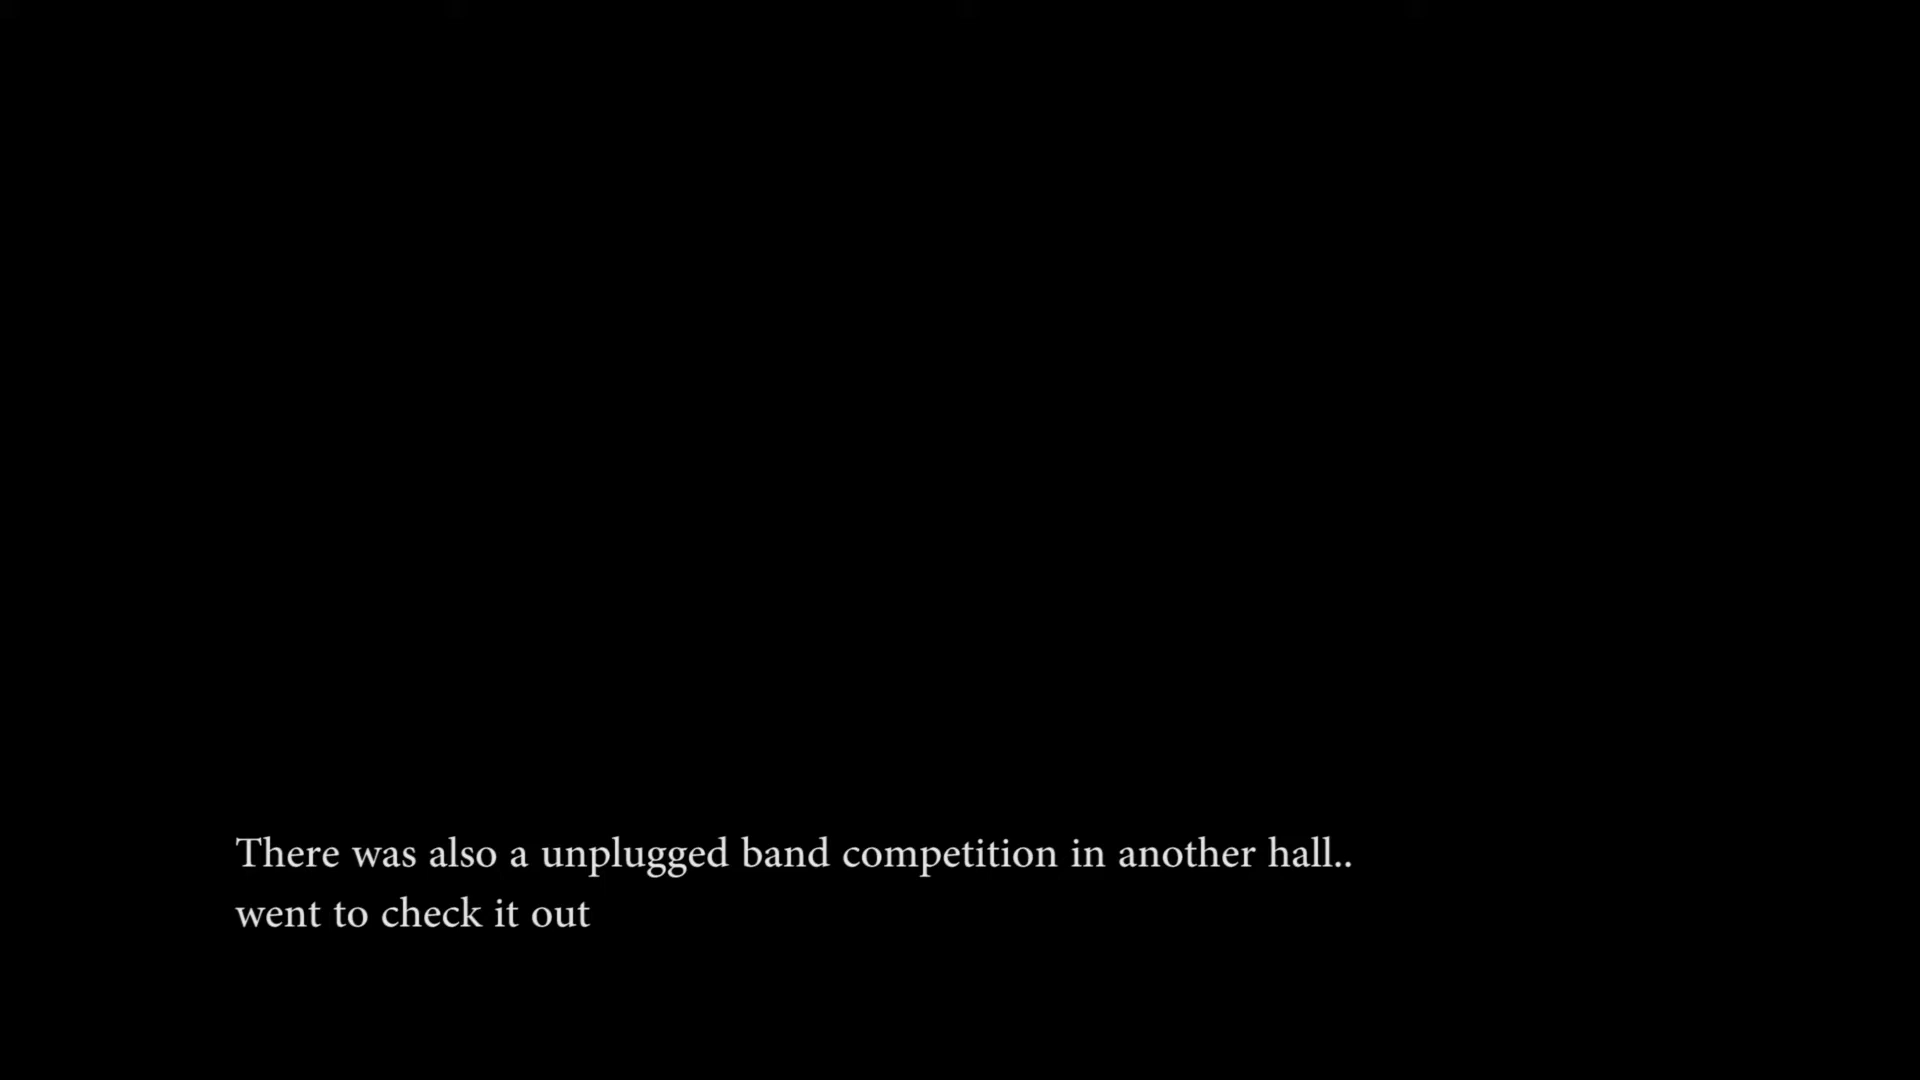 There was also a unplugged band competition in another hall..
went to check it out